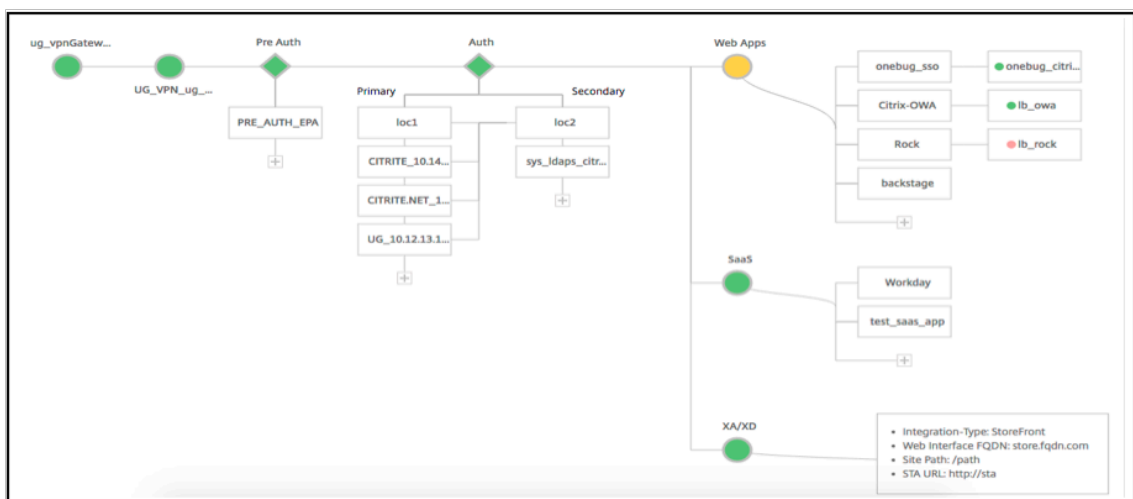 ug_vpnGatew...
UG_VPN_ug_...
Pre Auth
PRE_AUTH_EPA
Auth
Primary
Secondary
loc1
loc2
CITRITE_10.14...
sys_ldaps_citr...
CITRITE.NET_1...
UG_10.12.13.1...
Web Apps
onebug_sso
onebug_citri...
Citrix-OWA
lb_owa
Rock
lb_rock
backstage
SaaS
Workday
test_saas_app
XA/XD
• Integration-Type: StoreFront
• Web Interface FQDN: store.fqdn.com
• Site Path: /path
• STA URL: http://sta